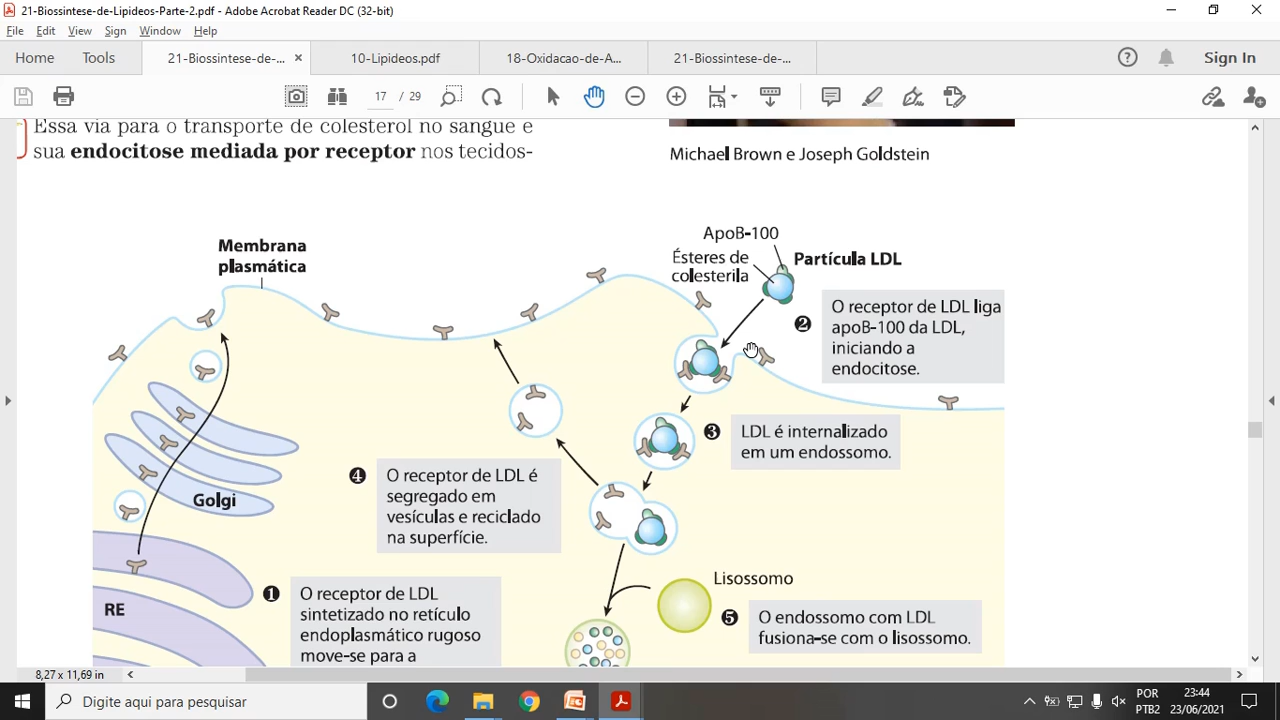 21-Biossintese-de-Lipideos-Parte-2.pdf - Adobe Acrobat Reader DC (32-bit)
File Edit View Sign Window Help
Home Tools 21-Biossintese-de-... × 10-Lipideos.pdf 18-Oxidacao-de-A... 21-Biossintese-de-... Sign In
17 / 29
Essa via para o transporte de colesterol no sangue e
sua endocitose mediada por receptor nos tecidos-
Michael Brown e Joseph Goldstein
Membrana
plasmática
ApoB-100
Ésteres de
colesterila
Partícula LDL
❷ O receptor de LDL liga
apoB-100 da LDL,
iniciando a
endocitose.
❸ LDL é internalizado
em um endossomo.
❹ O receptor de LDL é
segregado em
vesículas e reciclado
na superfície.
Golgi
Lisossomo
❺ O endossomo com LDL
fusiona-se com o lisossomo.
❶ O receptor de LDL
sintetizado no retículo
endoplasmático rugoso
move-se para a
RE
8,27 x 11,69 in
Digite aqui para pesquisar
POR
PTB2
23:44
23/06/2021